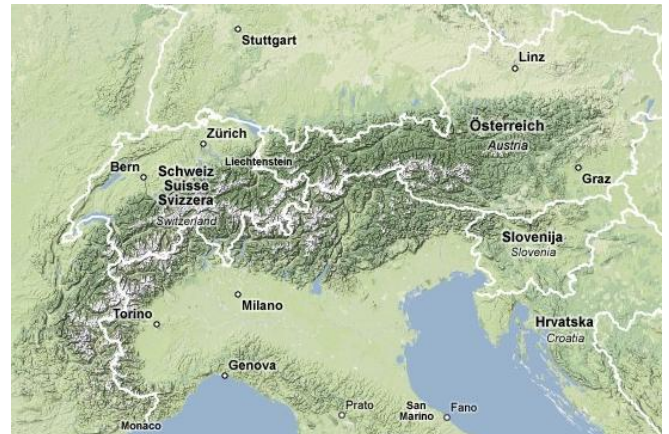 Stuttgart
Linz
Zürich
Österreich
Austria
Liechtenstein
Bern
Schweiz
Suisse
Svizzera
Switzerland
Graz
Slovenija
Slovenia
Milano
Torino
Hrvatska
Croatia
Genova
Prato
San
Marino
Fano
Monaco